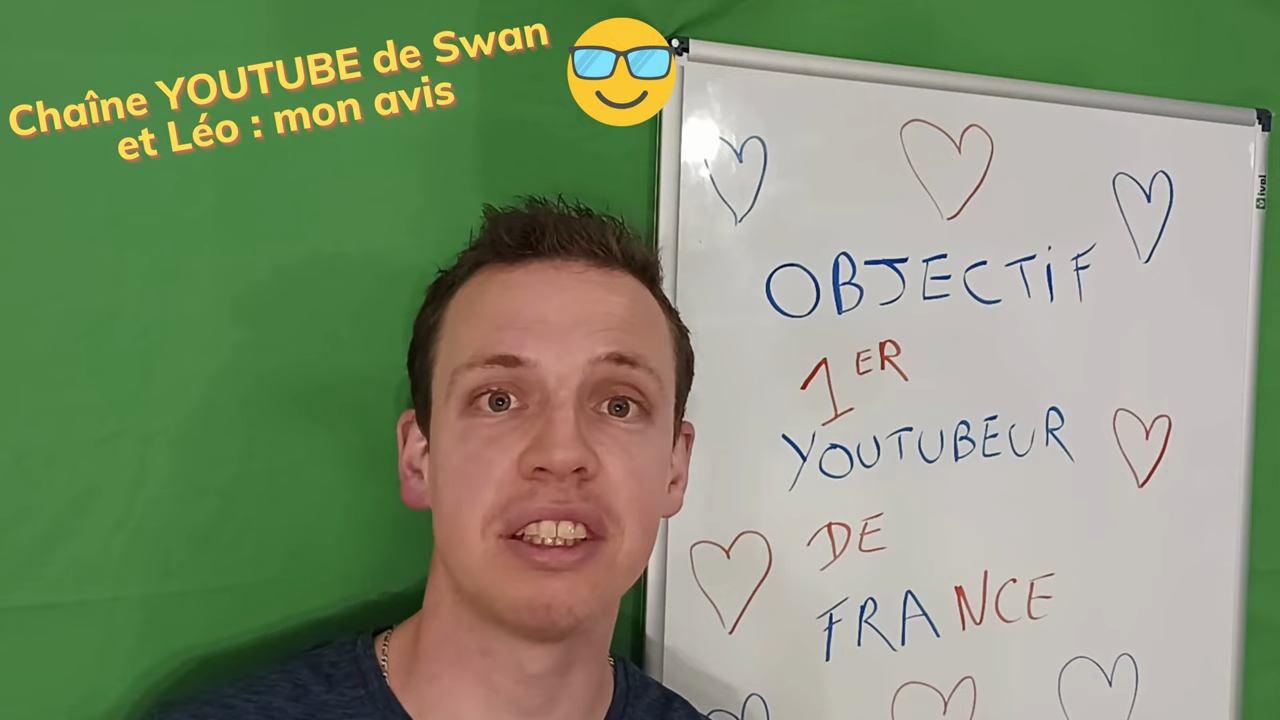 Chaîne YOUTUBE de Swan
et Léo : mon avis
OBJECTIF
1ER
YOUTUBEUR
DE
FRANCE